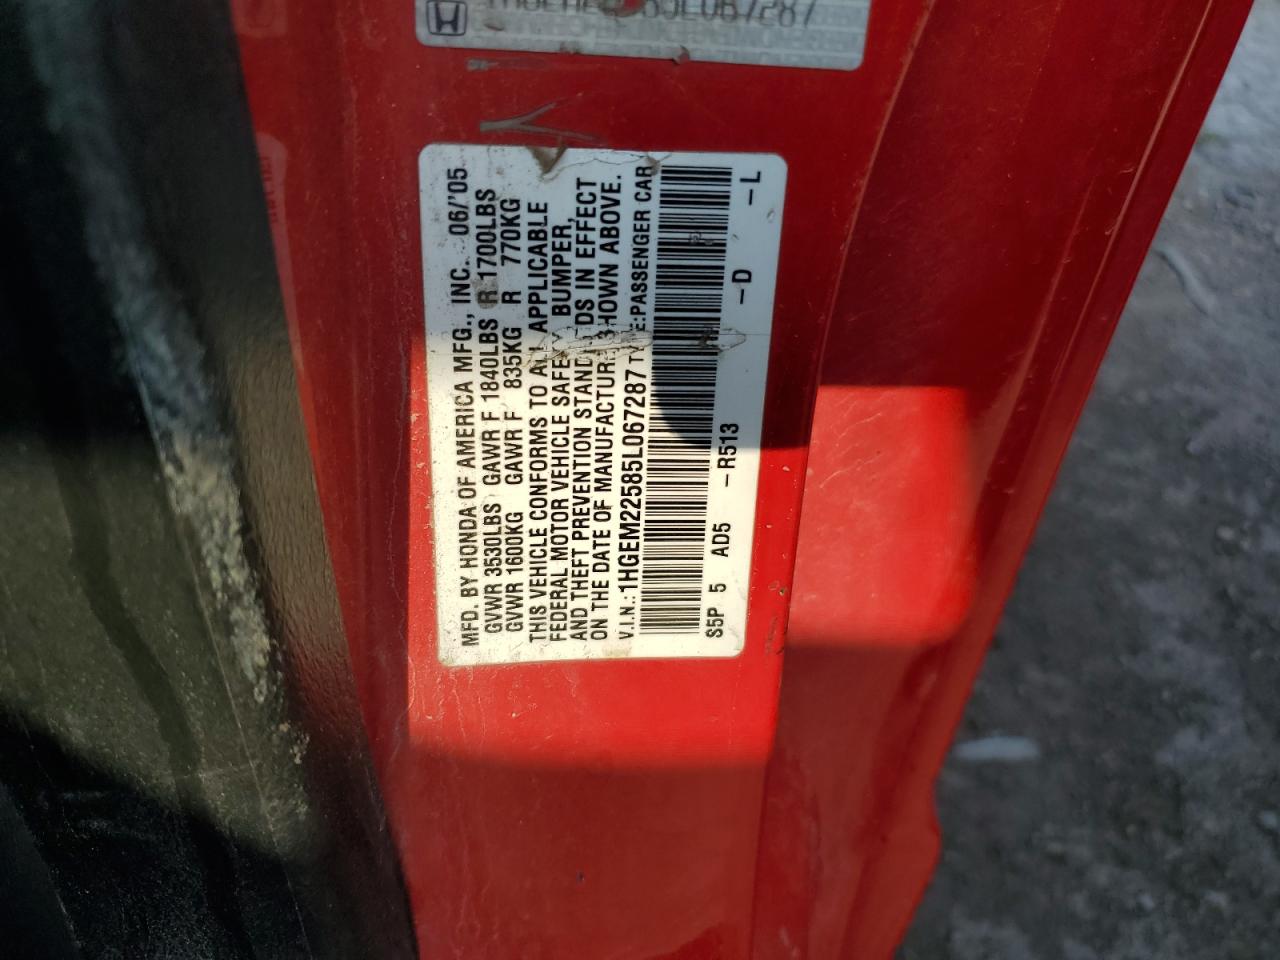 MFD. BY HONDA OF AMERICA MFG., INC. 06/'05
GVWR 3530LBS GAWR F 1840LBS R 1700LBS
GVWR 1600KG GAWR F 835KG R 770KG
THIS VEHICLE CONFORMS TO ALL APPLICABLE
FEDERAL MOTOR VEHICLE SAFETY BUMPER,
AND THEFT PREVENTION STANDARDS IN EFFECT
ON THE DATE OF MANUFACTURE SHOWN ABOVE.
V.I.N.: 1HGEM22585L067287 TYPE:PASSENGER CAR
S5P 5 AD5 -R513 -D -L